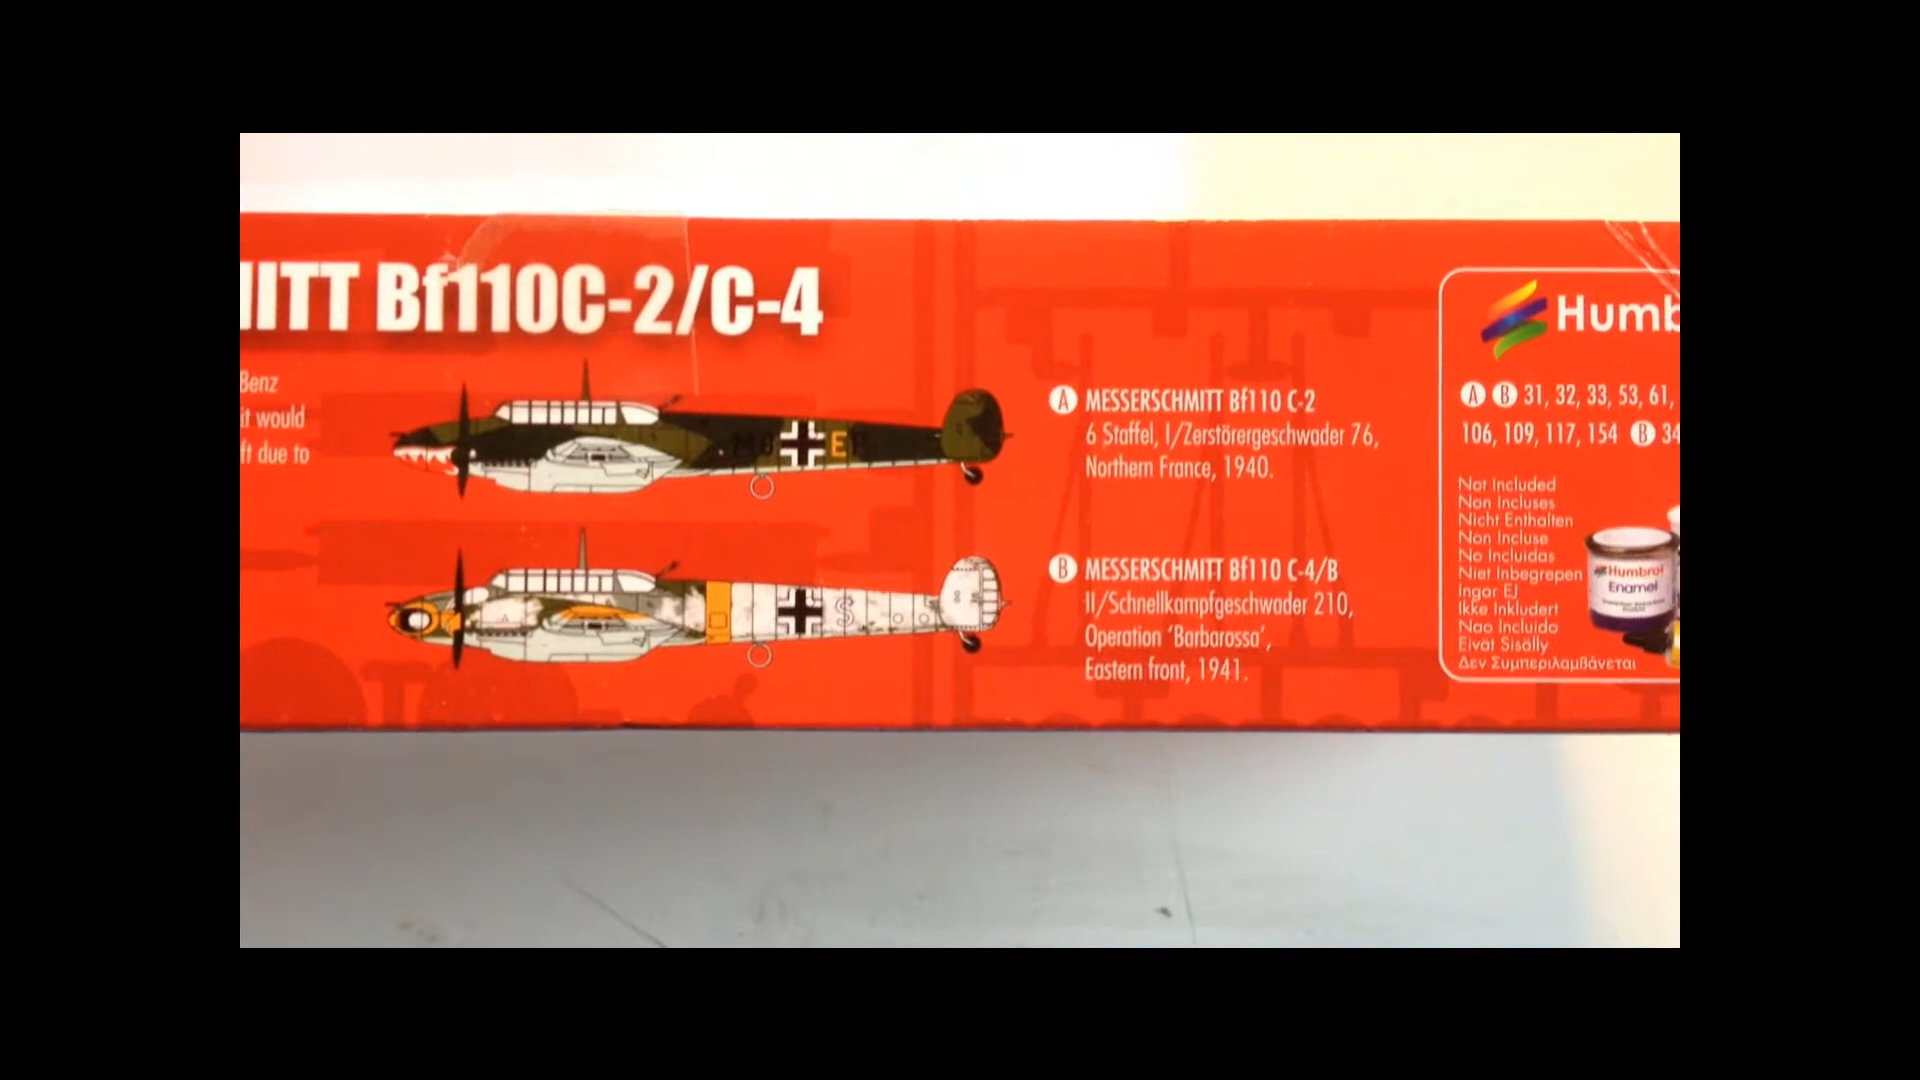 ITT Bf110C-2/C-4
Benz
it would
ft due to
A MESSERSCHMITT Bf110 C-2
6 Staffel, I/Zerstörergeschwader 76,
Northern France, 1940.
B MESSERSCHMITT Bf110 C-4/B
II/Schnellkampfgeschwader 210,
Operation ‘Barbarossa’,
Eastern front, 1941.
Humb
A B 31, 32, 33, 53, 61,
106, 109, 117, 154 B 34
Not Included
Non Incluses
Nicht Enthalten
Non Incluse
No Incluidas
Niet Inbegrepen
Ingar EJ
Ikke Inkludert
Nao Incluido
Eivät Sisälly
Δεν Συμπεριλαμβάνεται
Humbrol
Enamel
E
S